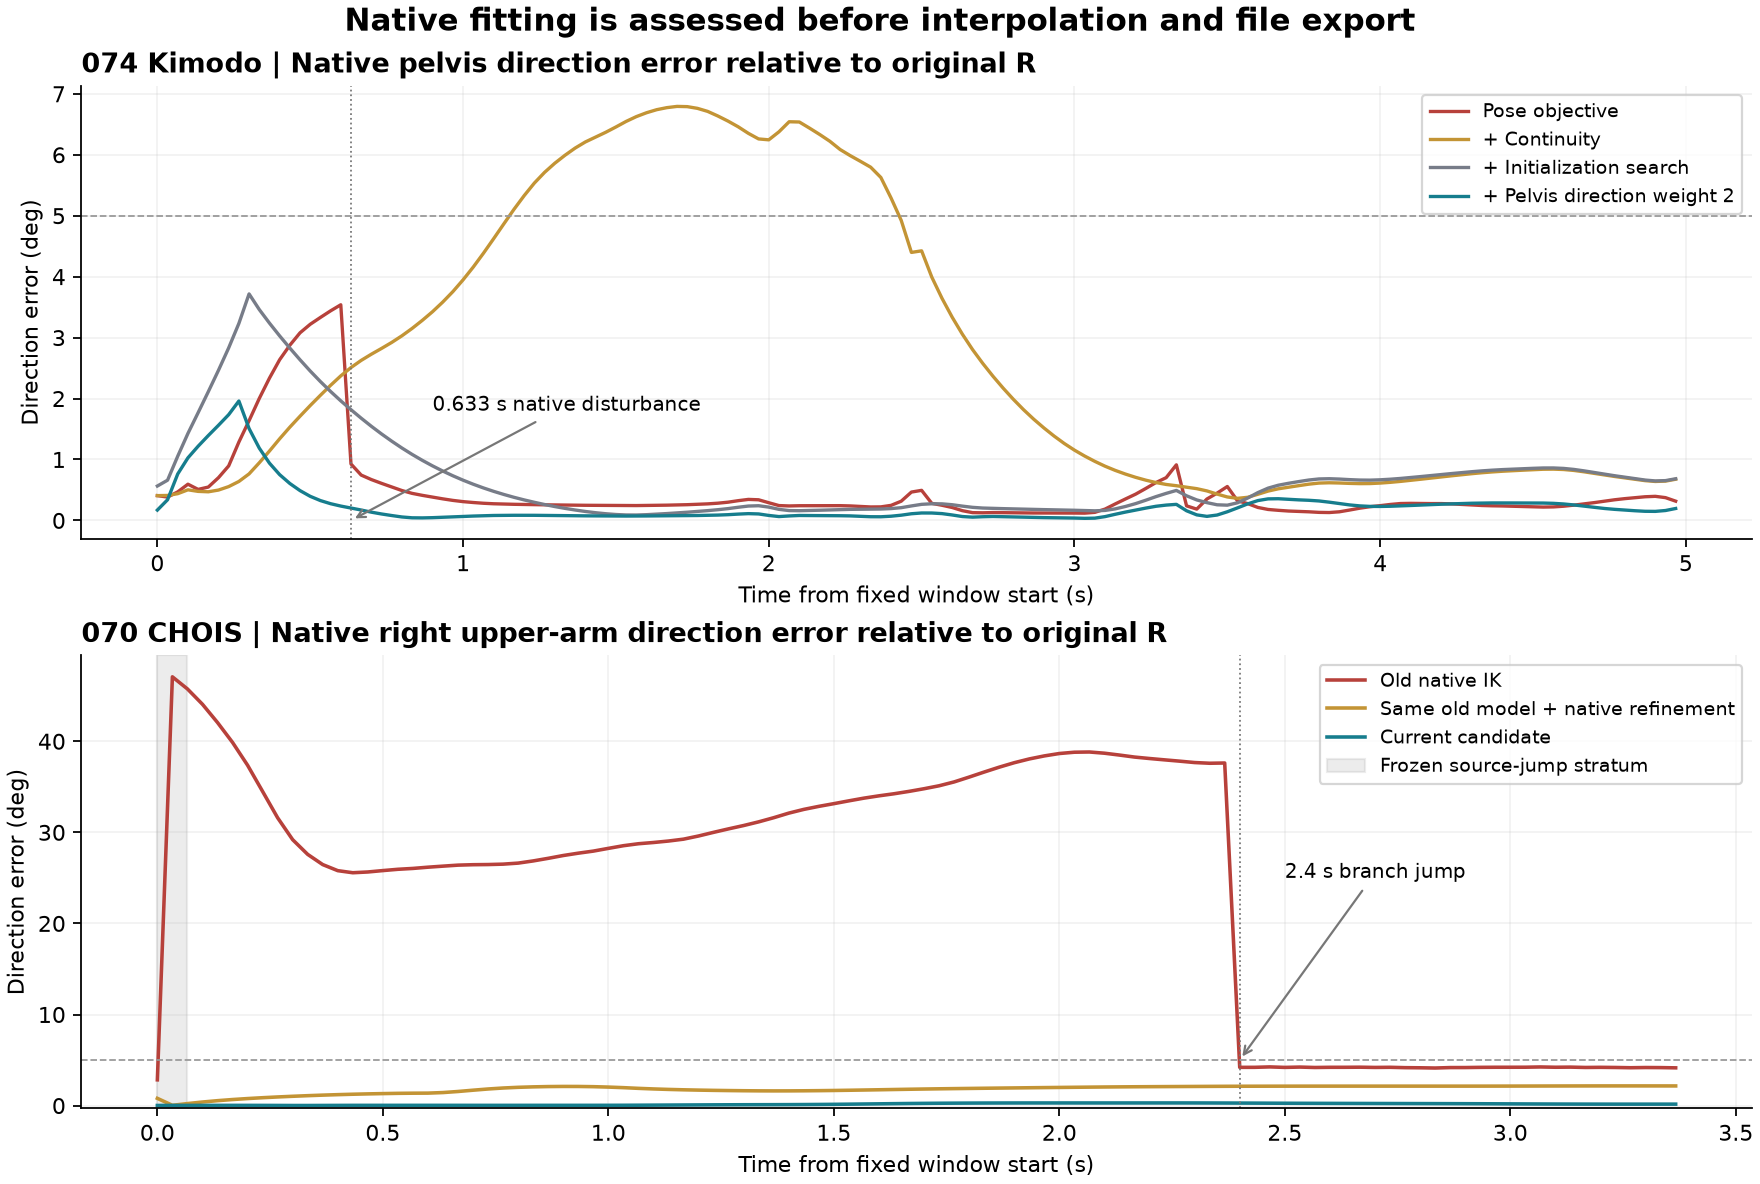 Native fitting is assessed before interpolation and file export
074 Kimodo | Native pelvis direction error relative to original R
7
6
5
4
3
2
1
0
Direction error (deg)
Pose objective
+ Continuity
+ Initialization search
+ Pelvis direction weight 2
0.633 s native disturbance
0
1
2
3
4
5
Time from fixed window start (s)
070 CHOIS | Native right upper-arm direction error relative to original R
40
30
20
10
0
Direction error (deg)
Old native IK
Same old model + native refinement
Current candidate
Frozen source-jump stratum
2.4 s branch jump
0.0
0.5
1.0
1.5
2.0
2.5
3.0
3.5
Time from fixed window start (s)